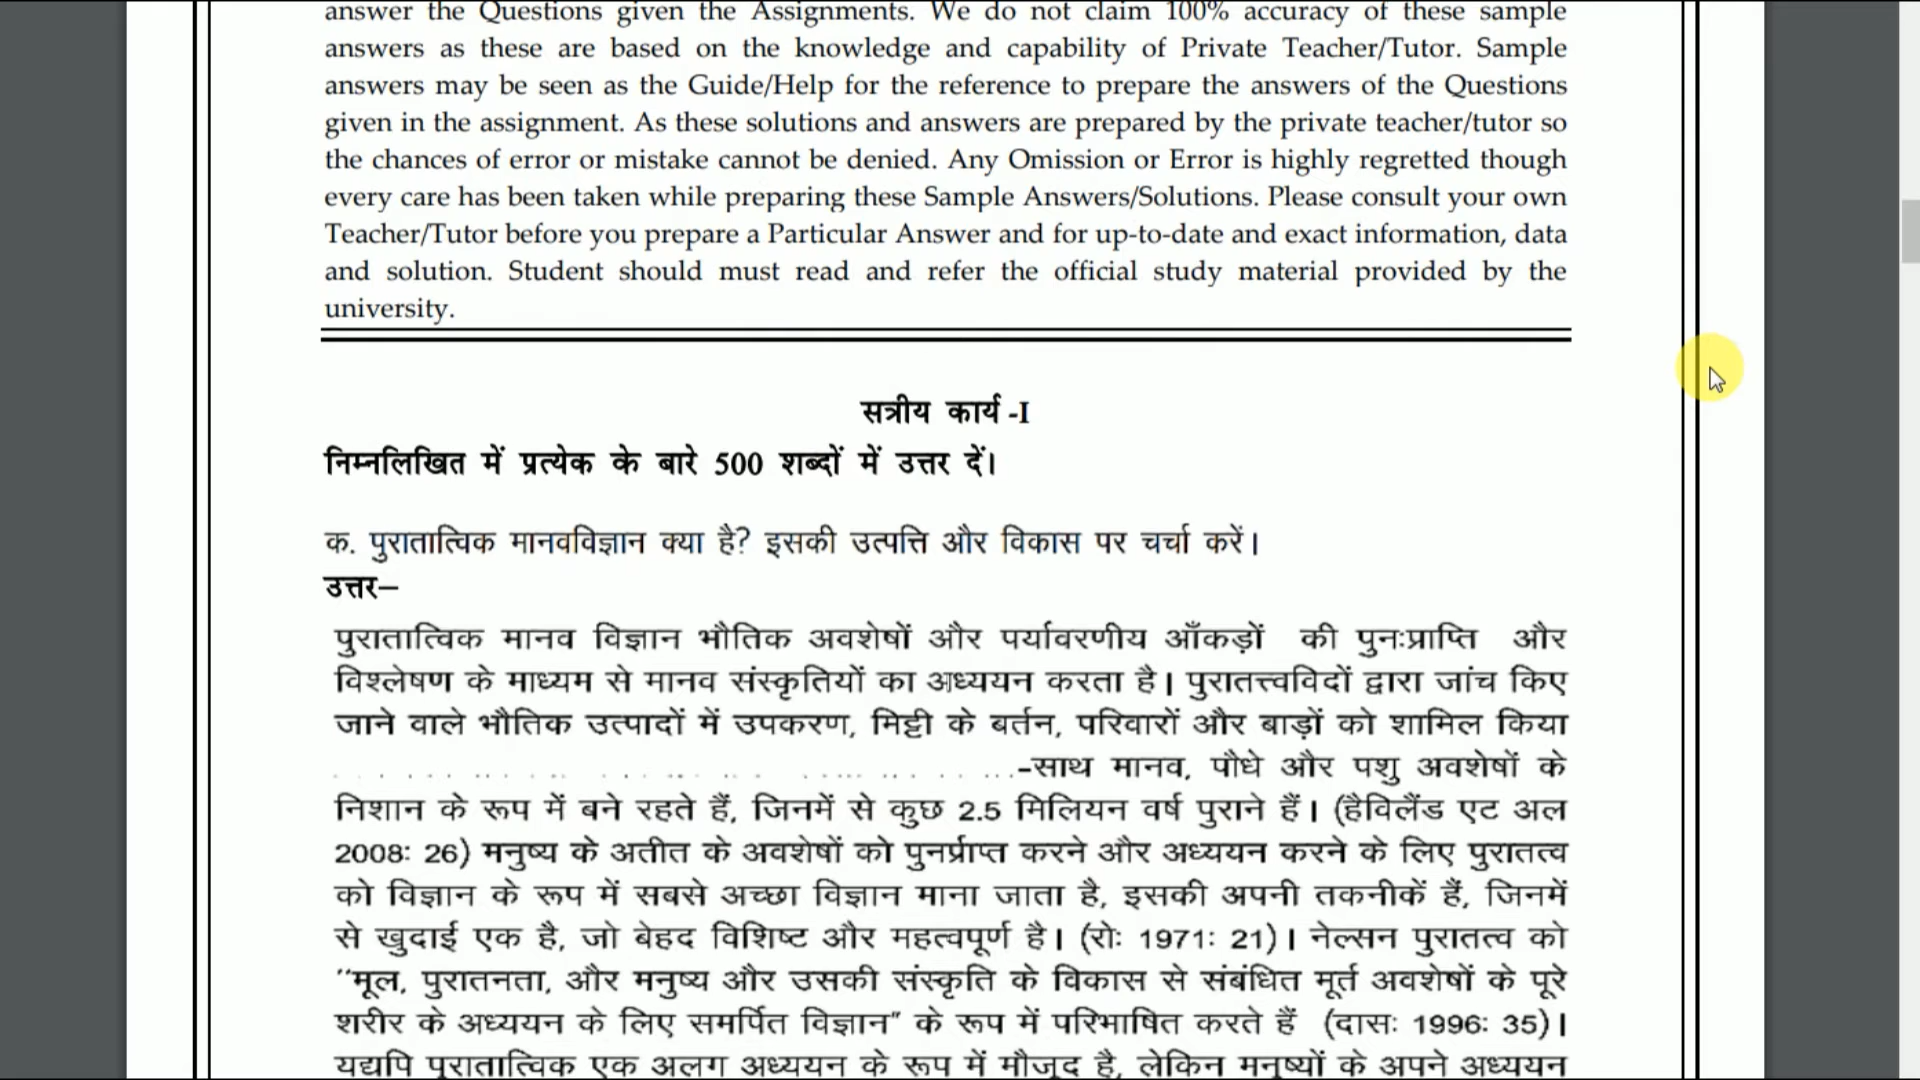 answer the Questions given the Assignments. We do not claim 100% accuracy of these sample
answers as these are based on the knowledge and capability of Private Teacher/Tutor. Sample
answers may be seen as the Guide/Help for the reference to prepare the answers of the Questions
given in the assignment. As these solutions and answers are prepared by the private teacher/tutor so
the chances of error or mistake cannot be denied. Any Omission or Error is highly regretted though
every care has been taken while preparing these Sample Answers/Solutions. Please consult your own
Teacher/Tutor before you prepare a Particular Answer and for up-to-date and exact information, data
and solution. Student should must read and refer the official study material provided by the
university.
सत्रीय कार्य -I
निम्नलिखित में प्रत्येक के बारे 500 शब्दों में उत्तर दें।
क. पुरातात्विक मानवविज्ञान क्या है? इसकी उत्पत्ति और विकास पर चर्चा करें।
उत्तर–
पुरातात्विक मानव विज्ञान भौतिक अवशेषों और पर्यावरणीय आँकड़ों की पुनःप्राप्ति और
विश्लेषण के माध्यम से मानव संस्कृतियों का अध्ययन करता है। पुरातत्त्वविदों द्वारा जांच किए
जाने वाले भौतिक उत्पादों में उपकरण, मिट्टी के बर्तन, परिवारों और बाड़ों को शामिल किया
-साथ मानव, पौधे और पशु अवशेषों के
निशान के रूप में बने रहते हैं, जिनमें से कुछ 2.5 मिलियन वर्ष पुराने हैं। (हैविलैंड एट अल
2008: 26) मनुष्य के अतीत के अवशेषों को पुनर्प्राप्त करने और अध्ययन करने के लिए पुरातत्व
को विज्ञान के रूप में सबसे अच्छा विज्ञान माना जाता है, इसकी अपनी तकनीकें हैं, जिनमें
से खुदाई एक है, जो बेहद विशिष्ट और महत्वपूर्ण है। (रोः 1971: 21)। नेल्सन पुरातत्व को
''मूल, पुरातनता, और मनुष्य और उसकी संस्कृति के विकास से संबंधित मूर्त अवशेषों के पूरे
शरीर के अध्ययन के लिए समर्पित विज्ञान" के रूप में परिभाषित करते हैं (दासः 1996: 35)।
यद्यपि पुरातात्विक एक अलग अध्ययन के रूप में मौजूद है, लेकिन मनुष्यों के अपने अध्ययन